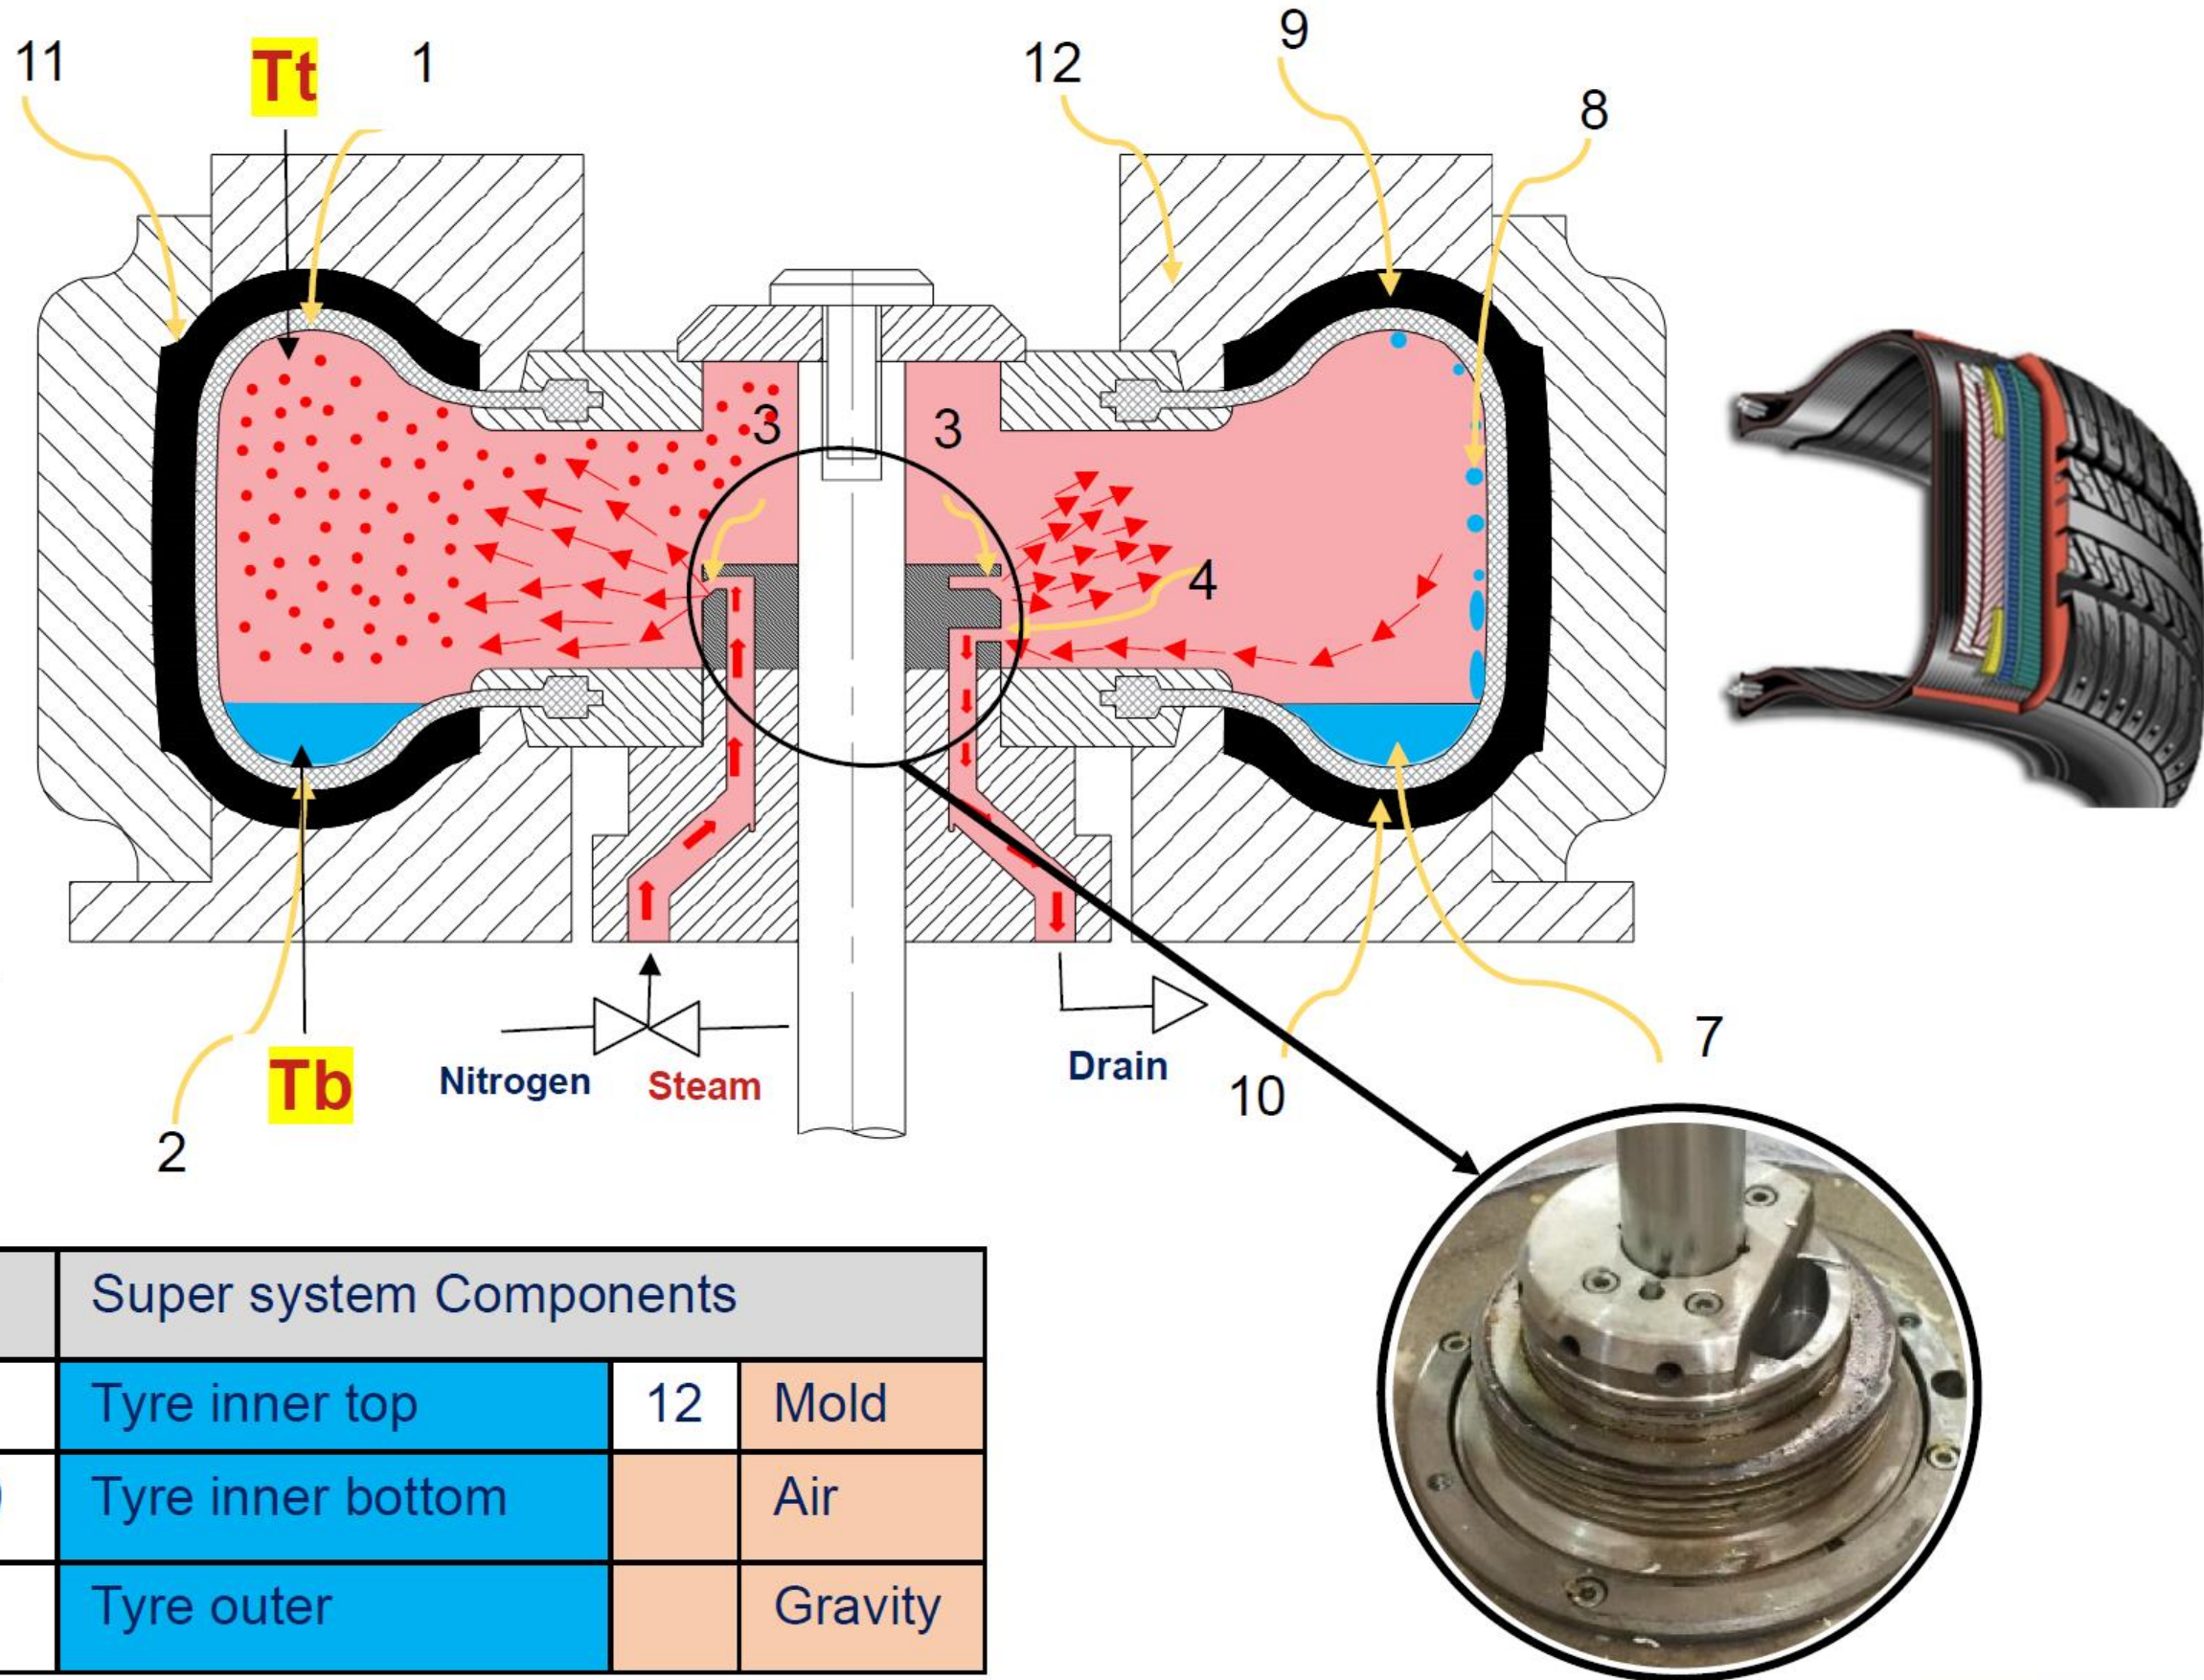 9
11
Tt
1
12
8
3
3
4
Nitrogen
Steam
Drain
7
Tb
10
2
Super system Components
Tyre inner top
12
Mold
Tyre inner bottom
Air
Tyre outer
Gravity